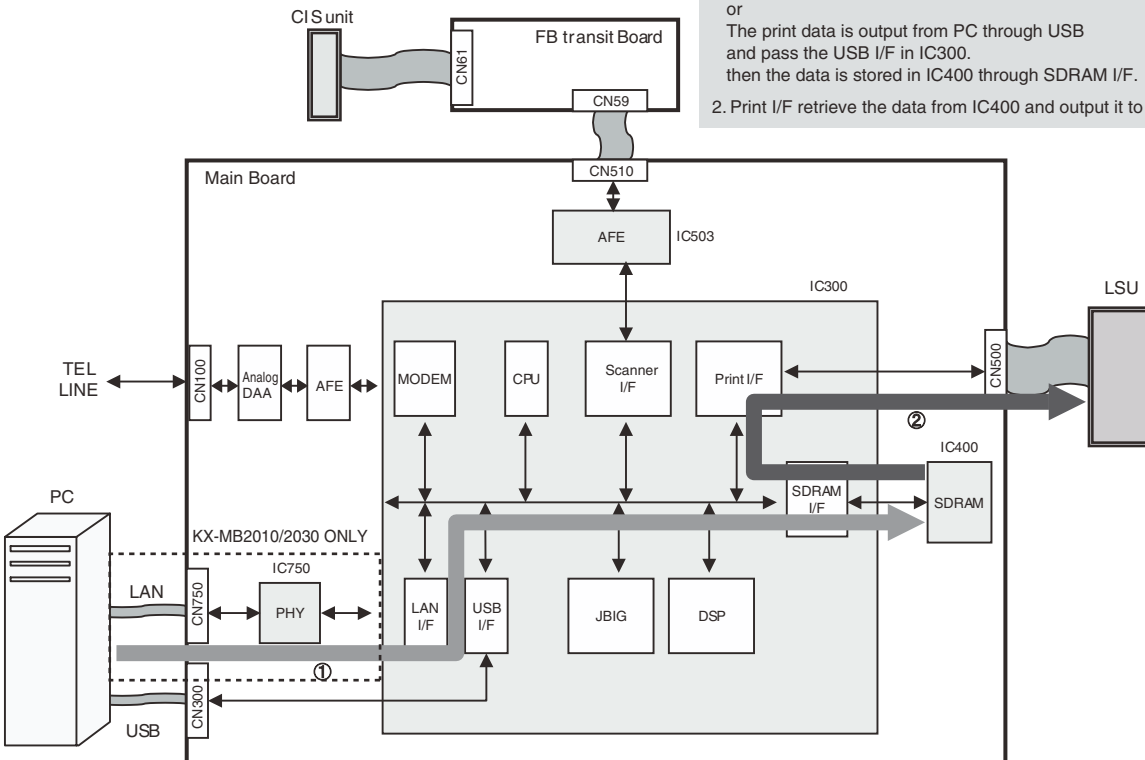 CIS unit
FB transit Board
CN61
CN59
or
The print data is output from PC through USB
and pass the USB I/F in IC300.
then the data is stored in IC400 through SDRAM I/F.
2. Print I/F retrieve the data from IC400 and output it to
Main Board
CN510
AFE
IC503
IC300
LSU
TEL
LINE
CN100
Analog
DAA
AFE
MODEM
CPU
Scanner
I/F
Print I/F
CN500
②
IC400
SDRAM
I/F
SDRAM
PC
KX-MB2010/2030 ONLY
IC750
LAN
CN750
PHY
LAN
I/F
USB
I/F
JBIG
DSP
①
CN300
USB